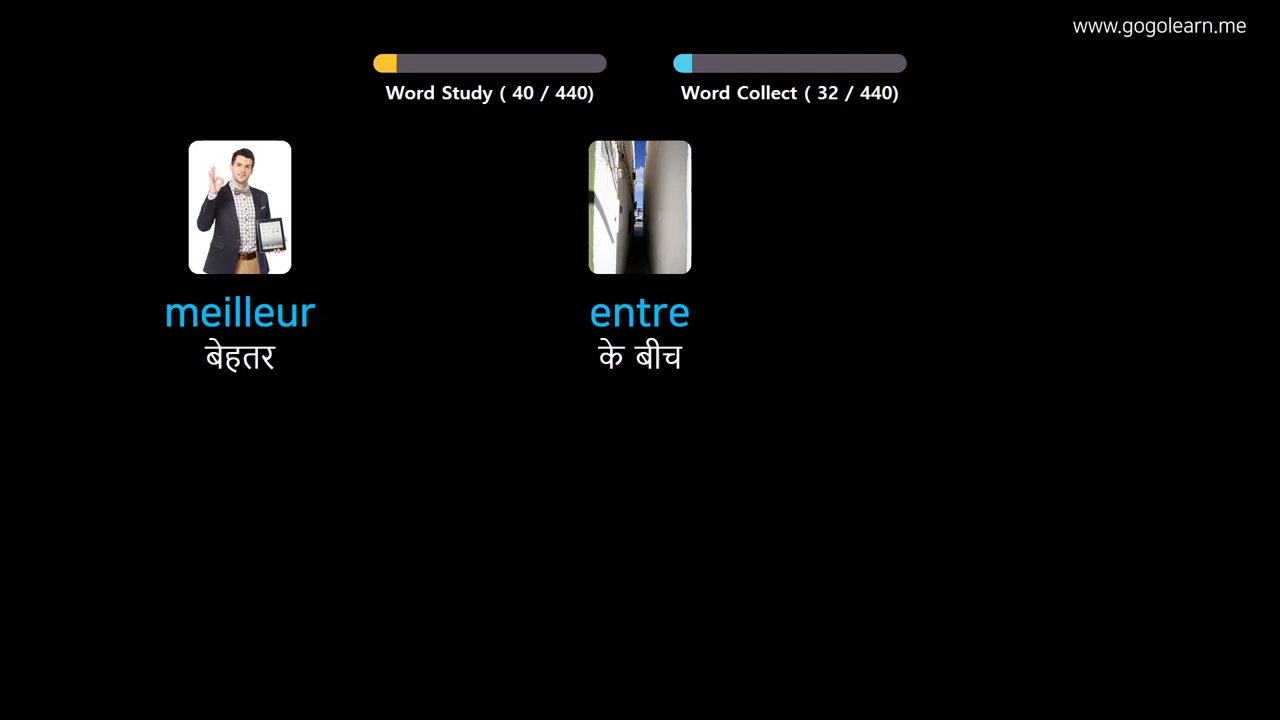 www.gogolearn.me
Word Study ( 40 / 440)
Word Collect ( 32 / 440)
meilleur
बेहतर
entre
के बीच